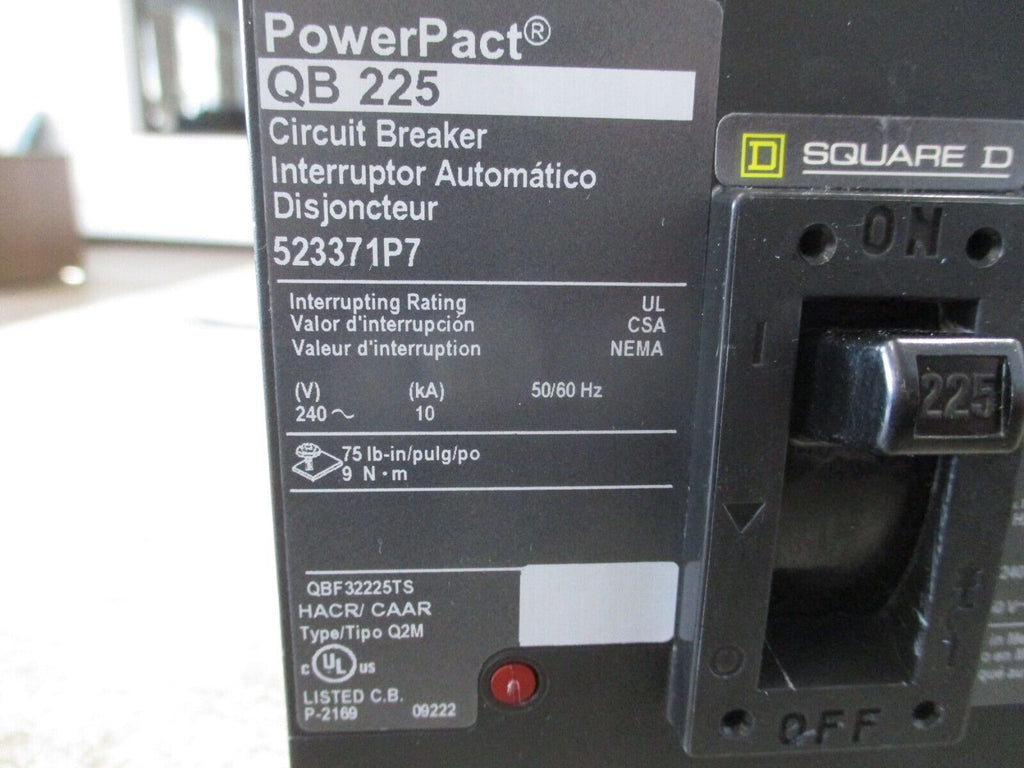 PowerPact®
QB 225
Circuit Breaker
Interruptor Automático
Disjoncteur
523371P7
Interrupting Rating UL
Valor d'interrupción CSA
Valeur d'interruption NEMA
(V) (kA) 50/60 Hz
240 ~ 10
75 lb-in/pulg/po
9 N·m
QBF32225TS
HACR/ CAAR
Type/Tipo Q2M
c UL us
LISTED C.B.
P-2169 09222
D SQUARE D
ON
I
225
O
OFF